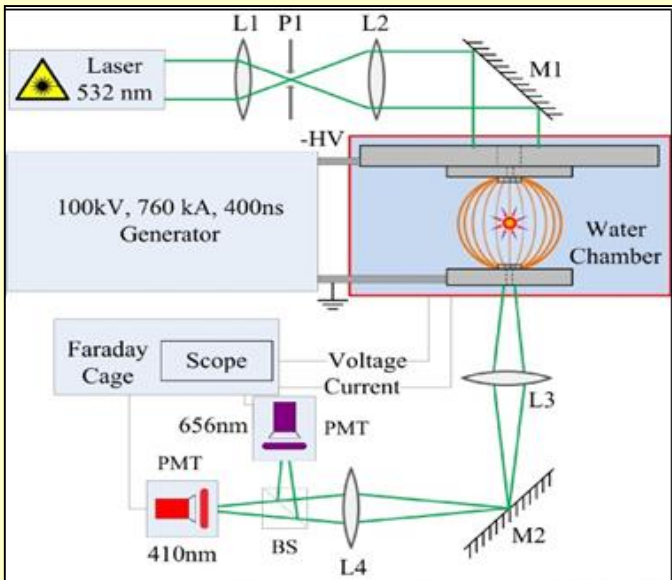 L1
P1
L2
Laser
532 nm
M1
-HV
100kV, 760 kA, 400ns
Generator
Water
Chamber
Faraday
Cage
Scope
Voltage
Current
L3
656nm
PMT
PMT
410nm
BS
L4
M2